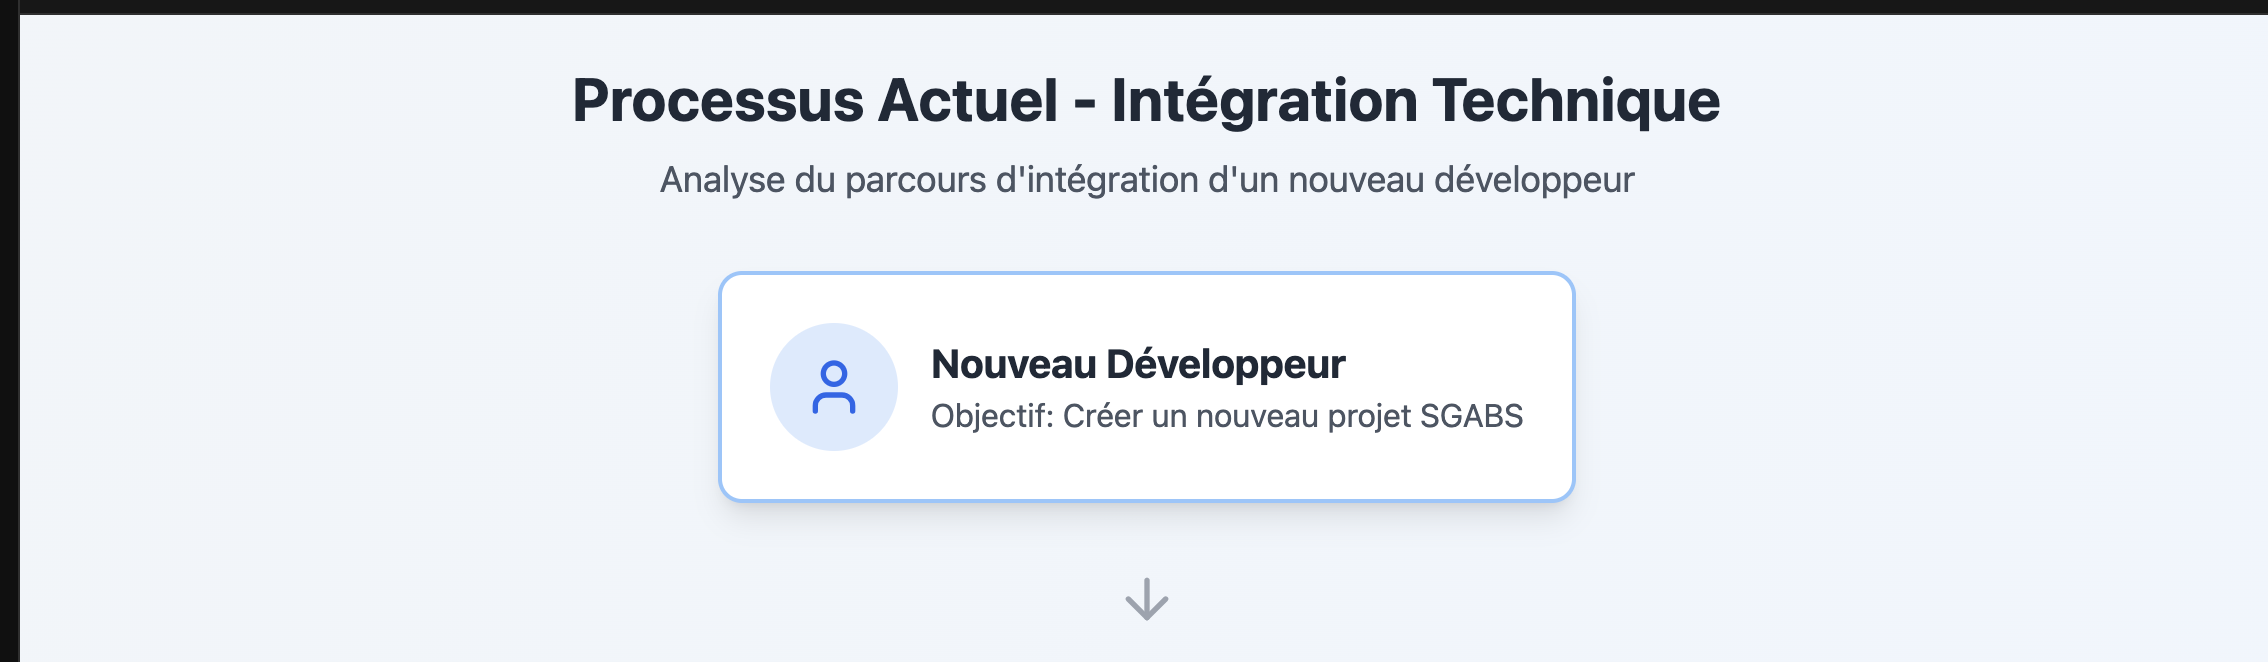 Processus Actuel - Intégration Technique
Analyse du parcours d'intégration d'un nouveau développeur
Nouveau Développeur
Objectif: Créer un nouveau projet SGABS